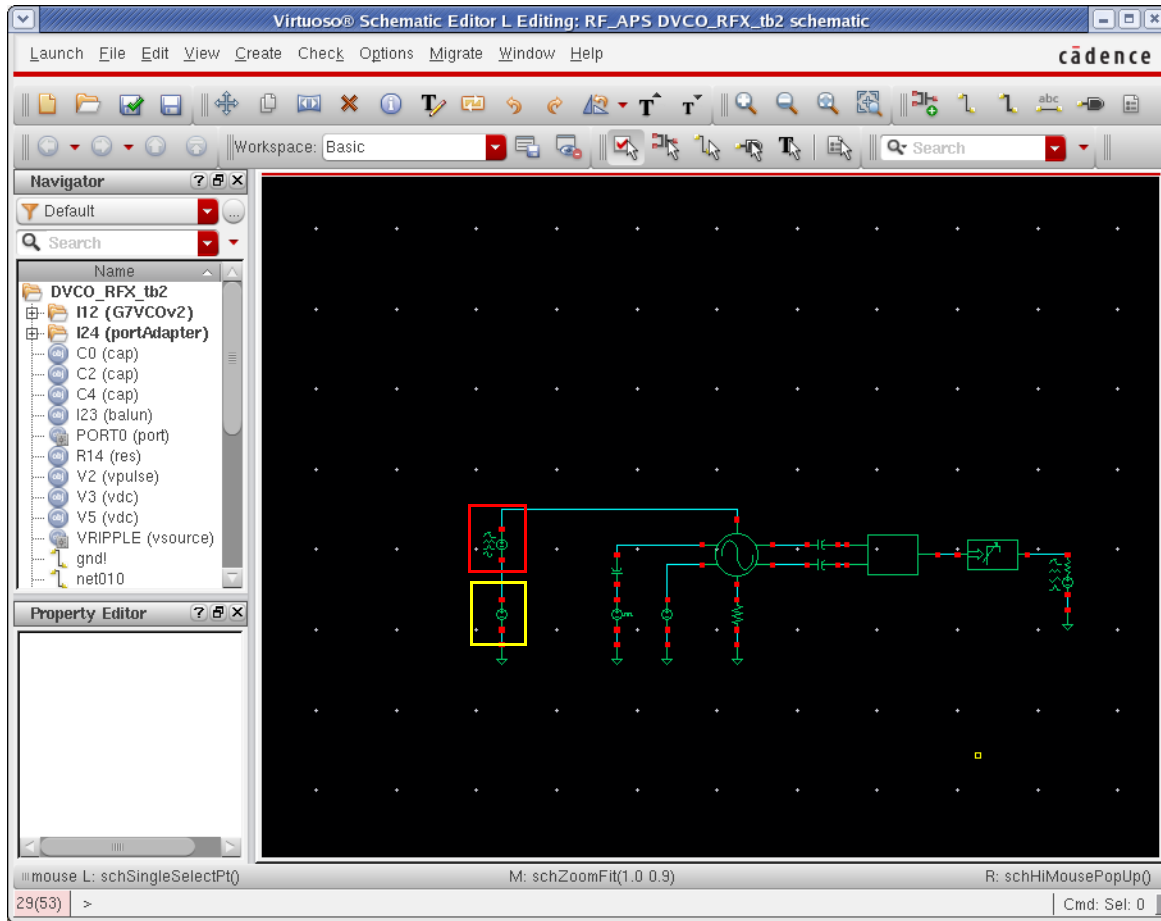 Virtuoso® Schematic Editor L Editing: RF_APS DVCO_RFX_tb2 schematic
Launch File Edit View Create Check Options Migrate Window Help
cādence
abc
Workspace: Basic
Search
Navigator
Default
Search
Name
DVCO_RFX_tb2
I12 (G7VCOv2)
I24 (portAdapter)
C0 (cap)
C2 (cap)
C4 (cap)
I23 (balun)
PORT0 (port)
R14 (res)
V2 (vpulse)
V3 (vdc)
V5 (vdc)
VRIPPLE (vsource)
gnd!
net010
Property Editor
mouse L: schSingleSelectPt()
M: schZoomFit(1.0 0.9)
R: schHiMousePopUp()
29(53) >
Cmd: Sel: 0